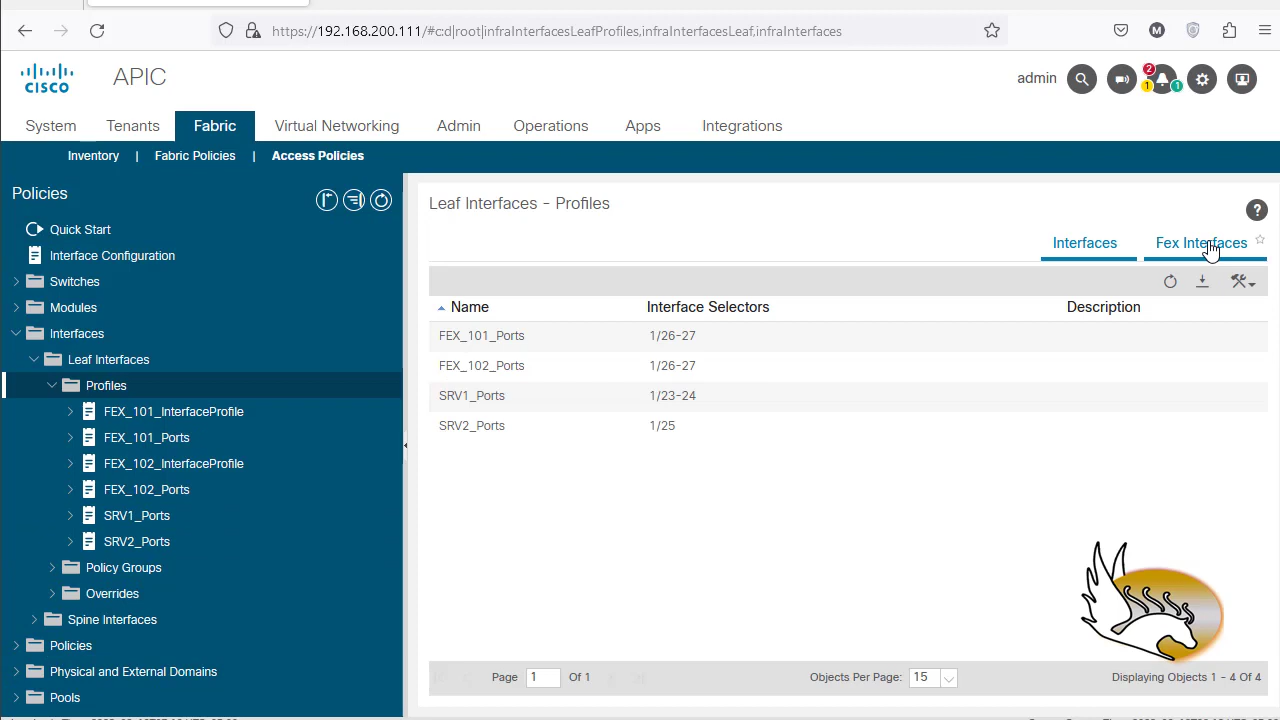 https://192.168.200.111/#c:d|root|infraInterfacesLeafProfiles,infraInterfacesLeaf,infraInterfaces
M
CISCO
APIC
admin
2
1
1
System Tenants Fabric Virtual Networking Admin Operations Apps Integrations
Inventory | Fabric Policies | Access Policies
Policies
Quick Start
Interface Configuration
Switches
Modules
Interfaces
Leaf Interfaces
Profiles
FEX_101_InterfaceProfile
FEX_101_Ports
FEX_102_InterfaceProfile
FEX_102_Ports
SRV1_Ports
SRV2_Ports
Policy Groups
Overrides
Spine Interfaces
Policies
Physical and External Domains
Pools
Leaf Interfaces - Profiles
?
Interfaces Fex Interfaces
Name Interface Selectors Description
FEX_101_Ports 1/26-27
FEX_102_Ports 1/26-27
SRV1_Ports 1/23-24
SRV2_Ports 1/25
Page 1 Of 1 Objects Per Page: 15 Displaying Objects 1 - 4 Of 4